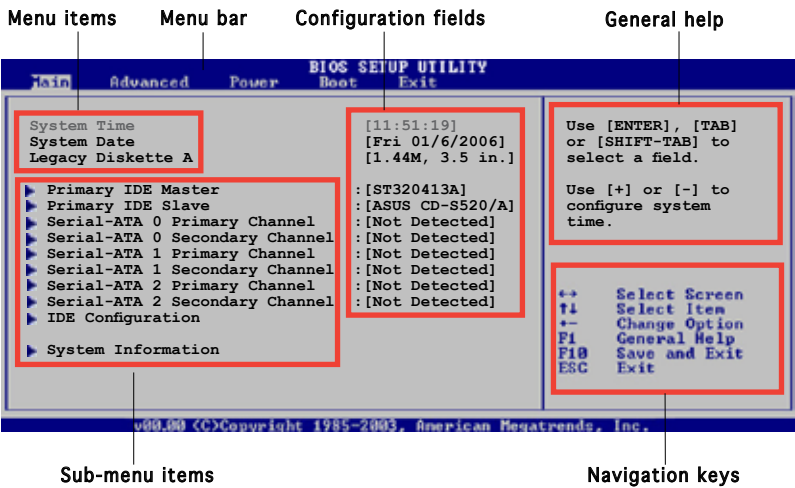 Menu items Menu bar Configuration fields General help
BIOS SETUP UTILITY
Main Advanced Power Boot Exit
System Time [11:51:19]
System Date [Fri 01/6/2006]
Legacy Diskette A [1.44M, 3.5 in.]
Primary IDE Master :[ST320413A]
Primary IDE Slave :[ASUS CD-S520/A]
Serial-ATA 0 Primary Channel :[Not Detected]
Serial-ATA 0 Secondary Channel :[Not Detected]
Serial-ATA 1 Primary Channel :[Not Detected]
Serial-ATA 1 Secondary Channel :[Not Detected]
Serial-ATA 2 Primary Channel :[Not Detected]
Serial-ATA 2 Secondary Channel :[Not Detected]
IDE Configuration
System Information
Use [ENTER], [TAB]
or [SHIFT-TAB] to
select a field.
Use [+] or [-] to
configure system
time.
↔ Select Screen
↑↓ Select Item
+- Change Option
F1 General Help
F10 Save and Exit
ESC Exit
v00.00 (C)Copyright 1985-2003, American Megatrends, Inc.
Sub-menu items Navigation keys